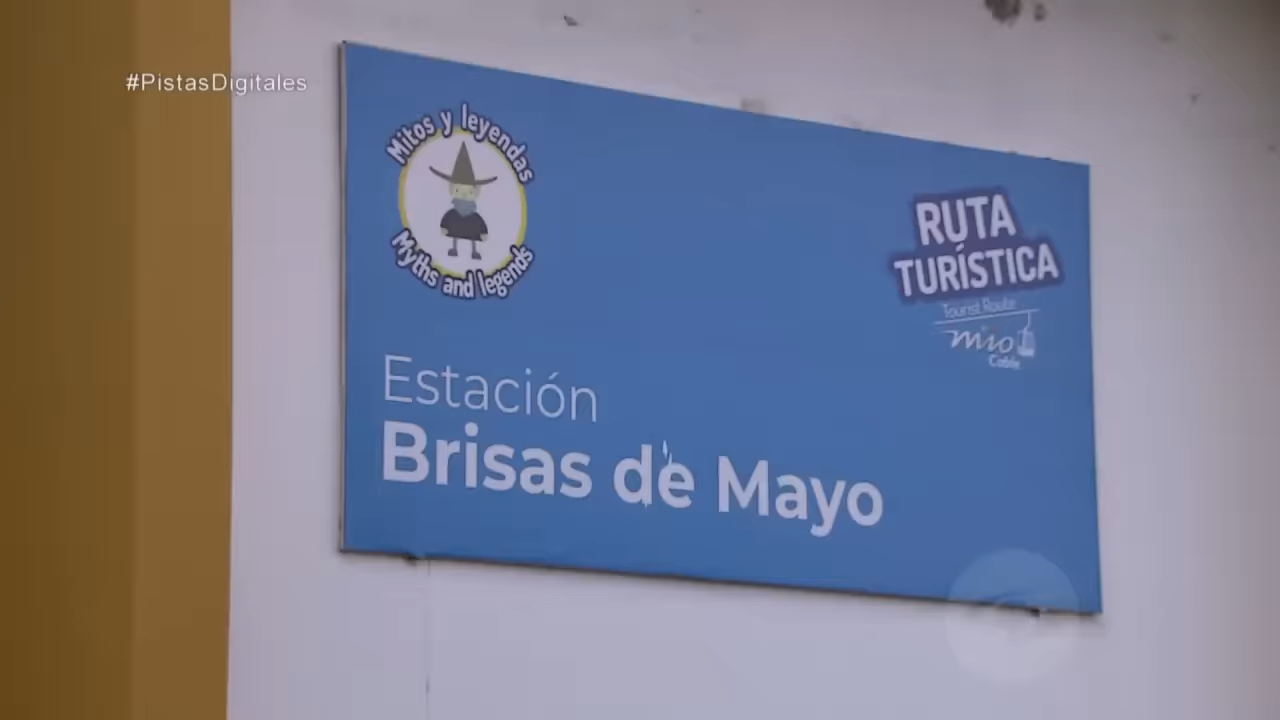 #PistasDigitales
Mitos y leyendas
Myths and legends
RUTA
TURÍSTICA
Tourist Route
mio
Cable
Estación
Brisas de Mayo